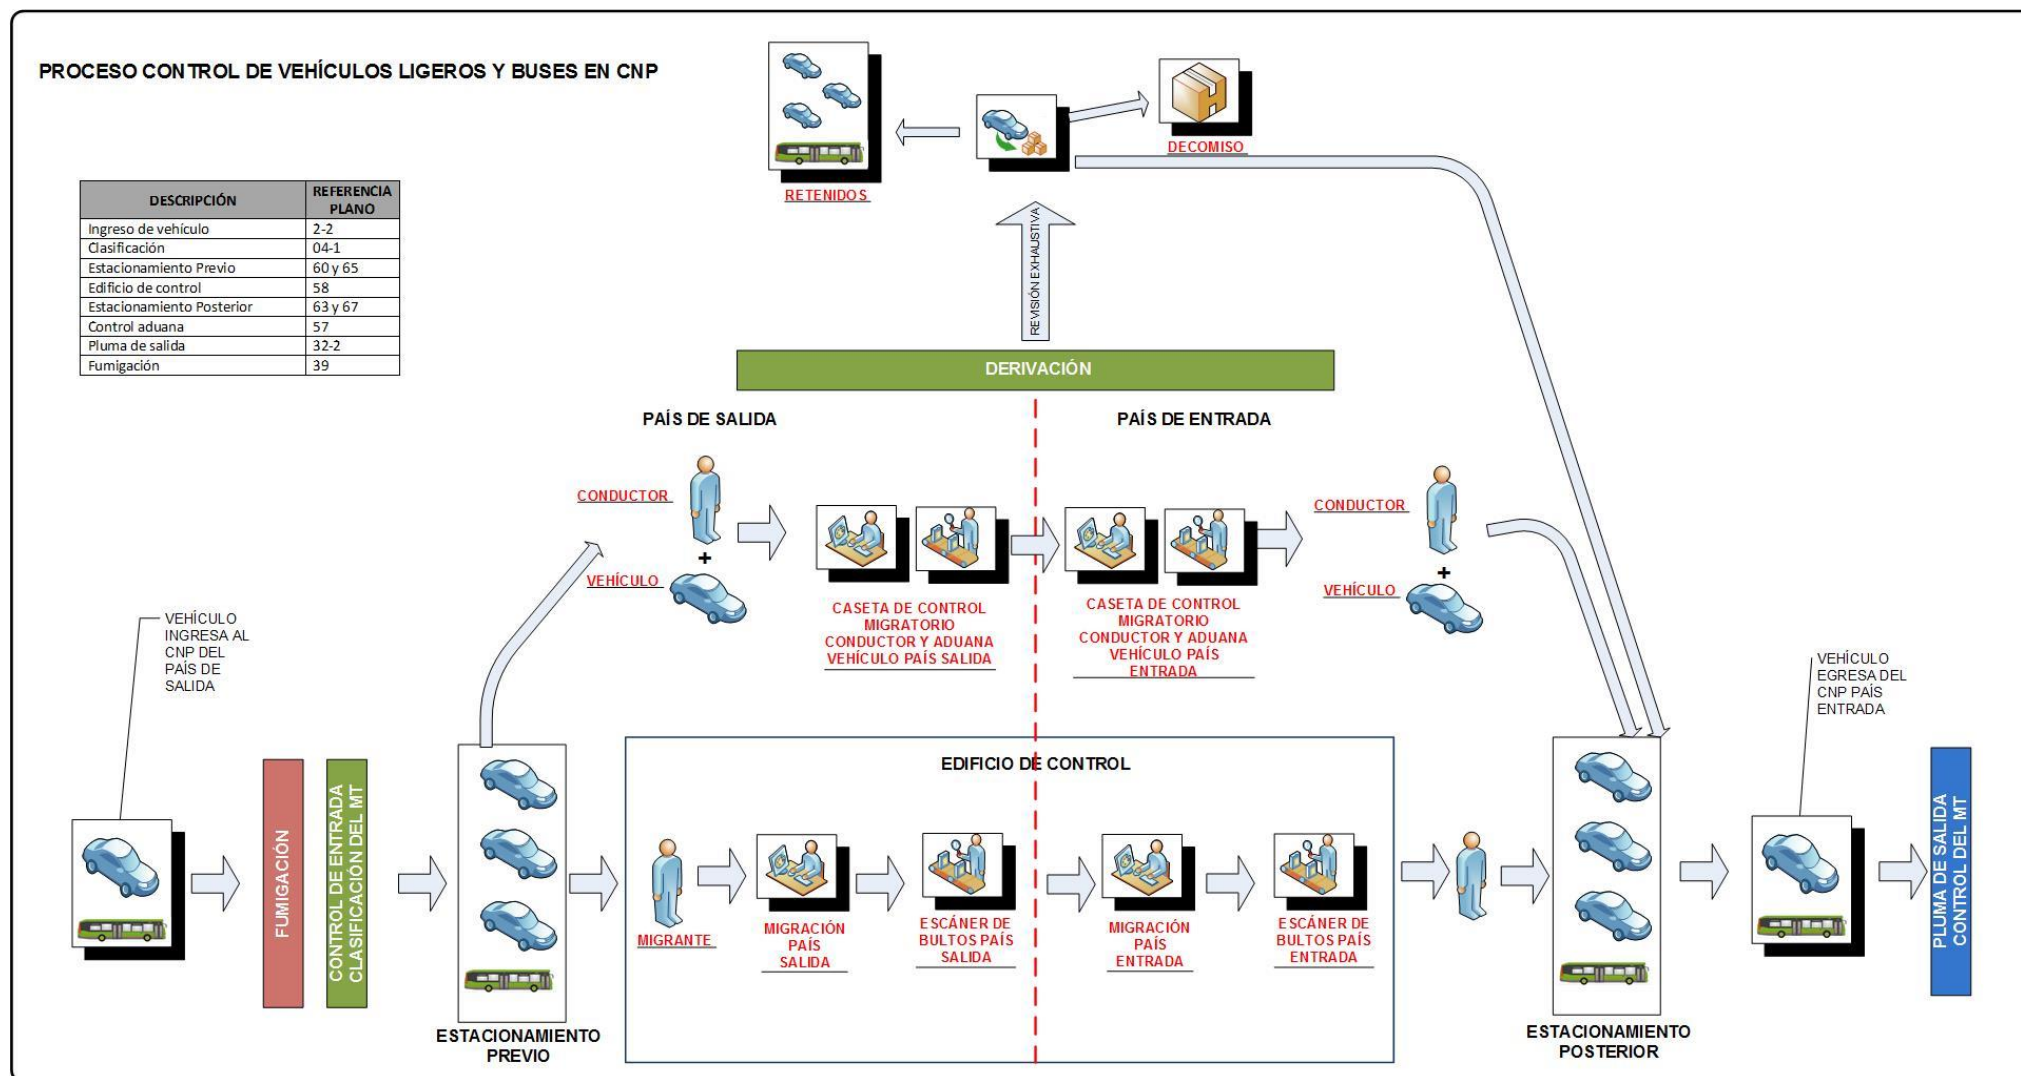 PROCESO CONTROL DE VEHÍCULOS LIGEROS Y BUSES EN CNP
DESCRIPCIÓN REFERENCIA PLANO
Ingreso de vehículo 2-2
Clasificación 04-1
Estacionamiento Previo 60 y 65
Edificio de control 58
Estacionamiento Posterior 63 y 67
Control aduana 57
Pluma de salida 32-2
Fumigación 39
RETENIDOS
DECOMISO
REVISIÓN EXHAUSTIVA
DERIVACIÓN
PAÍS DE SALIDA
PAÍS DE ENTRADA
CONDUCTOR
+
VEHÍCULO
CASETA DE CONTROL
MIGRATORIO
CONDUCTOR Y ADUANA
VEHÍCULO PAÍS SALIDA
CASETA DE CONTROL
MIGRATORIO
CONDUCTOR Y ADUANA
VEHÍCULO PAÍS
ENTRADA
CONDUCTOR
+
VEHÍCULO
VEHÍCULO
INGRESA AL
CNP DEL
PAÍS DE
SALIDA
FUMIGACIÓN
CONTROL DE ENTRADA
CLASIFICACIÓN DEL MT
ESTACIONAMIENTO
PREVIO
EDIFICIO DE CONTROL
MIGRANTE
MIGRACIÓN
PAÍS
SALIDA
ESCÁNER DE
BULTOS PAÍS
SALIDA
MIGRACIÓN
PAÍS
ENTRADA
ESCÁNER DE
BULTOS PAÍS
ENTRADA
ESTACIONAMIENTO
POSTERIOR
VEHÍCULO
EGRESA DEL
CNP PAÍS
ENTRADA
PLUMA DE SALIDA
CONTROL DEL MT